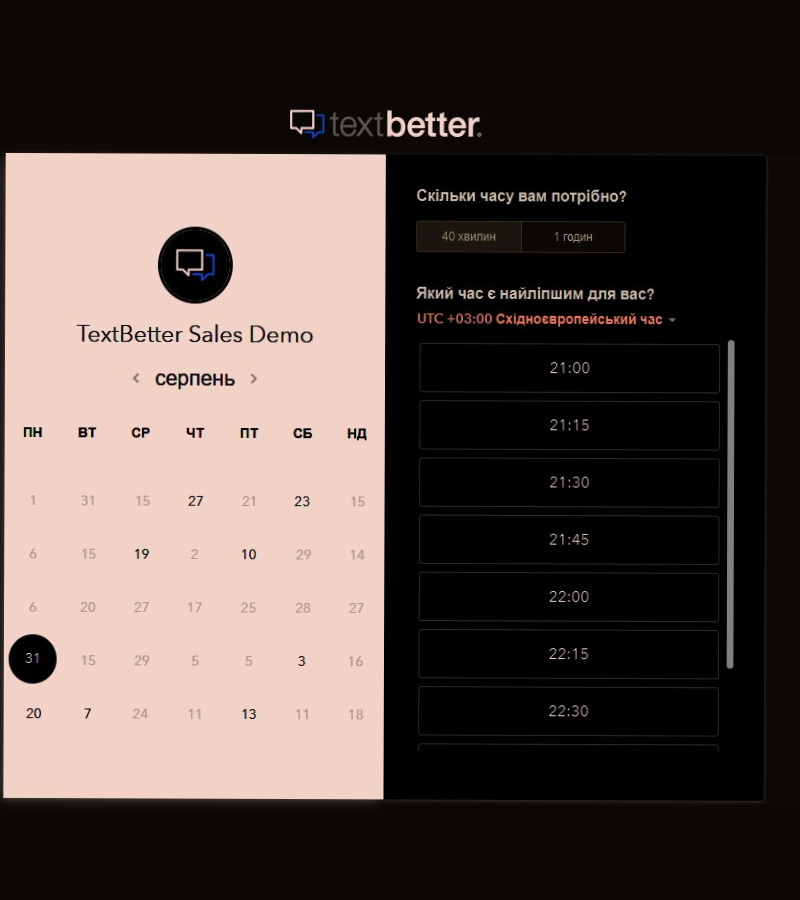 textbetter.
TextBetter Sales Demo
серпень
ПН ВТ СР ЧТ ПТ СБ НД
1 31 15 27 21 23 15
6 15 19 2 10 29 14
6 20 27 17 25 28 27
31 15 29 5 5 3 16
20 7 24 11 13 11 18
Скільки часу вам потрібно?
40 хвилин 1 годин
Який час є найліпшим для вас?
UTC +03:00 Східноєвропейський час
21:00
21:15
21:30
21:45
22:00
22:15
22:30